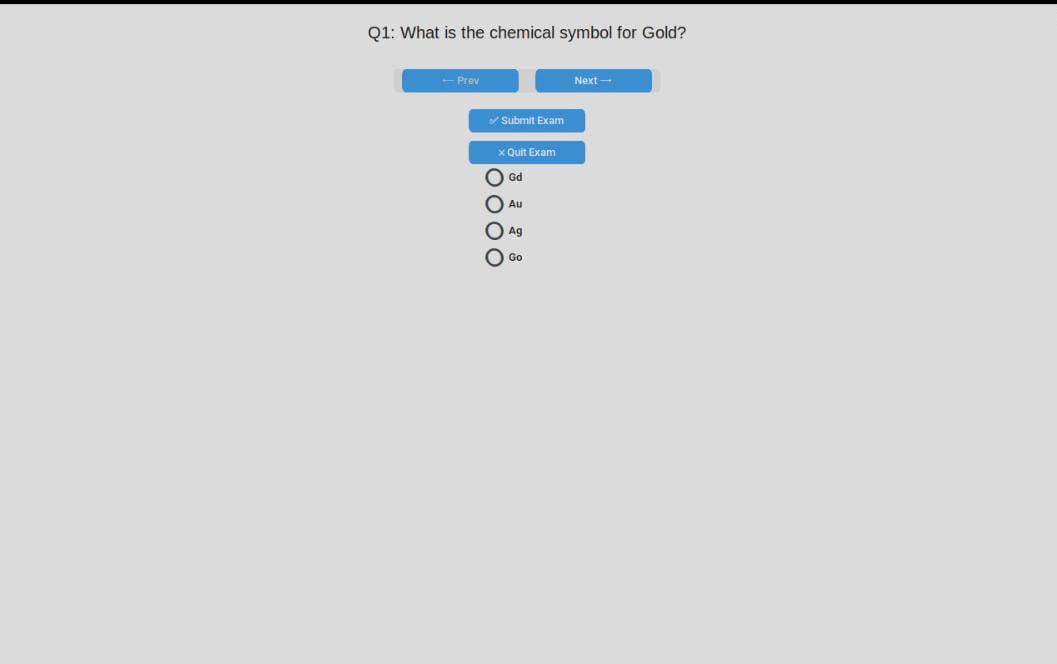 Q1: What is the chemical symbol for Gold?
← Prev Next →
✅ Submit Exam
× Quit Exam
Gd
Au
Ag
Go